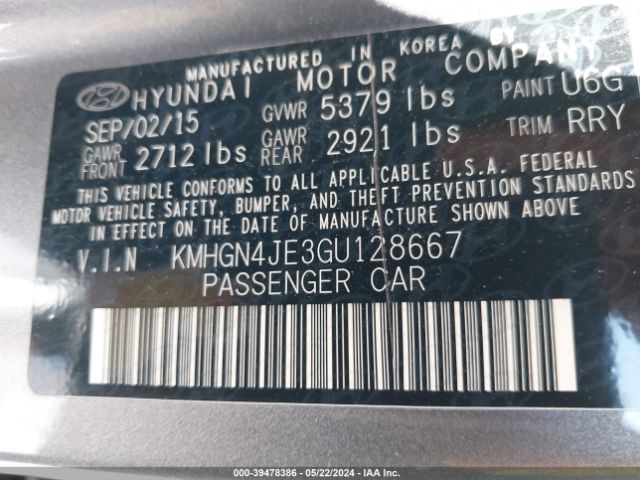 MANUFACTURED IN KOREA BY
HYUNDAI MOTOR COMPANY
SEP/02/15 GVWR 5379 lbs PAINT U6G
GAWR FRONT 2712 lbs GAWR REAR 2921 lbs TRIM RRY
THIS VEHICLE CONFORMS TO ALL APPLICABLE U.S.A. FEDERAL
MOTOR VEHICLE SAFETY, BUMPER, AND THEFT PREVENTION STANDARDS
IN EFFECT ON THE DATE OF MANUFACTURE SHOWN ABOVE
V.I.N KMHGN4JE3GU128667
PASSENGER CAR
000-39478386 - 05/22/2024 - IAA Inc.